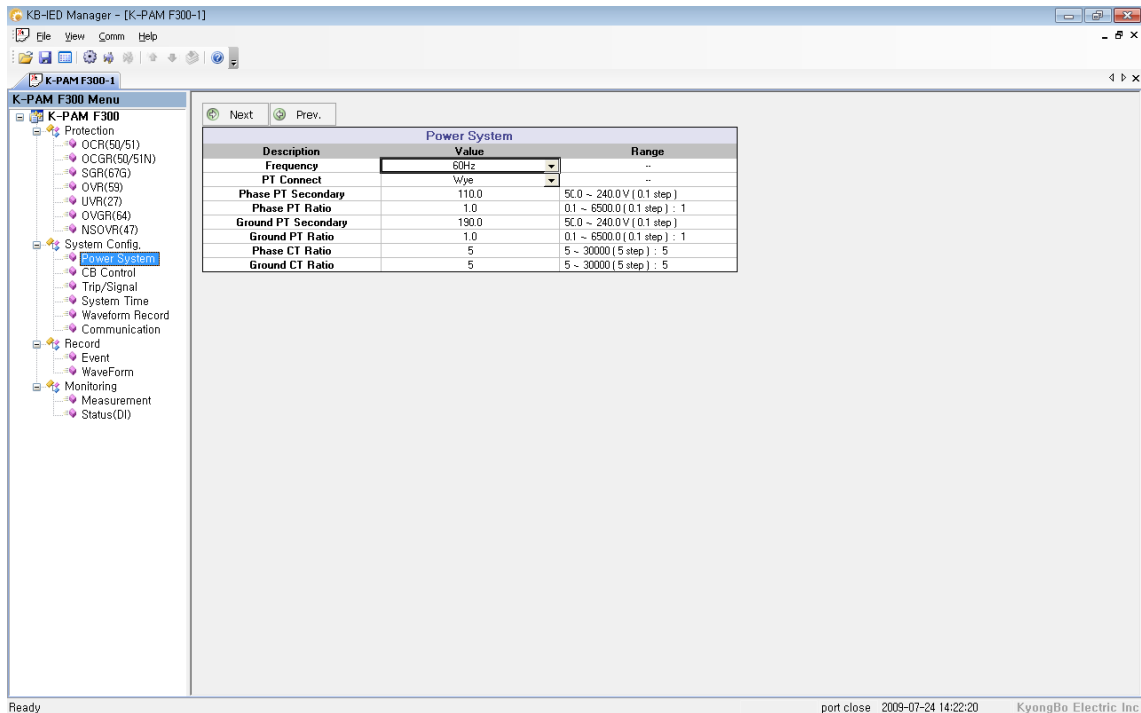 KB-IED Manager - [K-PAM F300-1]
File View Comm Help
K-PAM F300-1
K-PAM F300 Menu
K-PAM F300
Protection
OCR(50/51)
OCGR(50/51N)
SGR(67G)
OVR(59)
UVR(27)
OVGR(64)
NSOVR(47)
System Config.
Power System
CB Control
Trip/Signal
System Time
Waveform Record
Communication
Record
Event
WaveForm
Monitoring
Measurement
Status(DI)
Next Prev.
Power System
Description Value Range
Frequency 60Hz --
PT Connect Wye --
Phase PT Secondary 110.0 50.0 ~ 240.0 V ( 0.1 step )
Phase PT Ratio 1.0 0.1 ~ 6500.0 ( 0.1 step ) : 1
Ground PT Secondary 190.0 50.0 ~ 240.0 V ( 0.1 step )
Ground PT Ratio 1.0 0.1 ~ 6500.0 ( 0.1 step ) : 1
Phase CT Ratio 5 5 ~ 30000 ( 5 step ) : 5
Ground CT Ratio 5 5 ~ 30000 ( 5 step ) : 5
Ready port close 2009-07-24 14:22:20 KyongBo Electric Inc